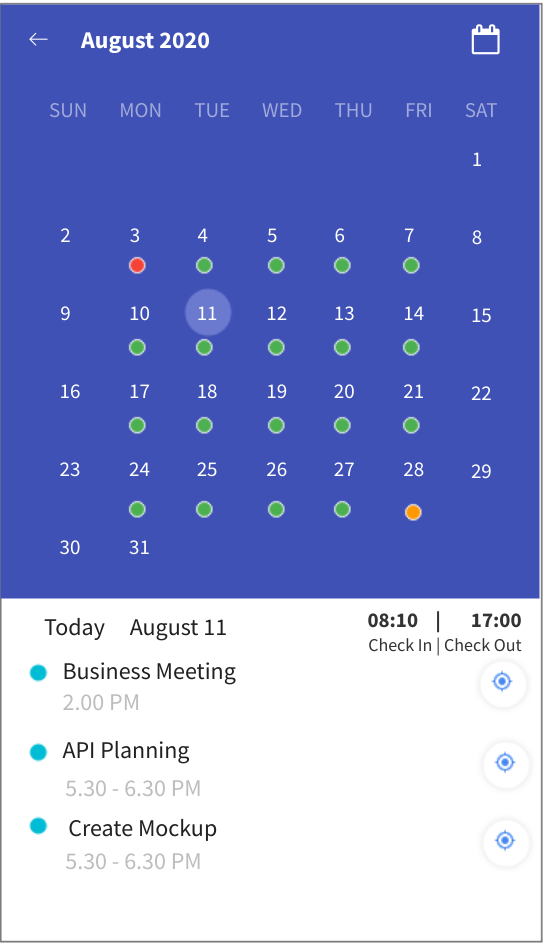 August 2020
SUN MON TUE WED THU FRI SAT
1
2 3 4 5 6 7 8
9 10 11 12 13 14 15
16 17 18 19 20 21 22
23 24 25 26 27 28 29
30 31
Today August 11 08:10 | 17:00
Check In | Check Out
Business Meeting
2.00 PM
API Planning
5.30 - 6.30 PM
Create Mockup
5.30 - 6.30 PM